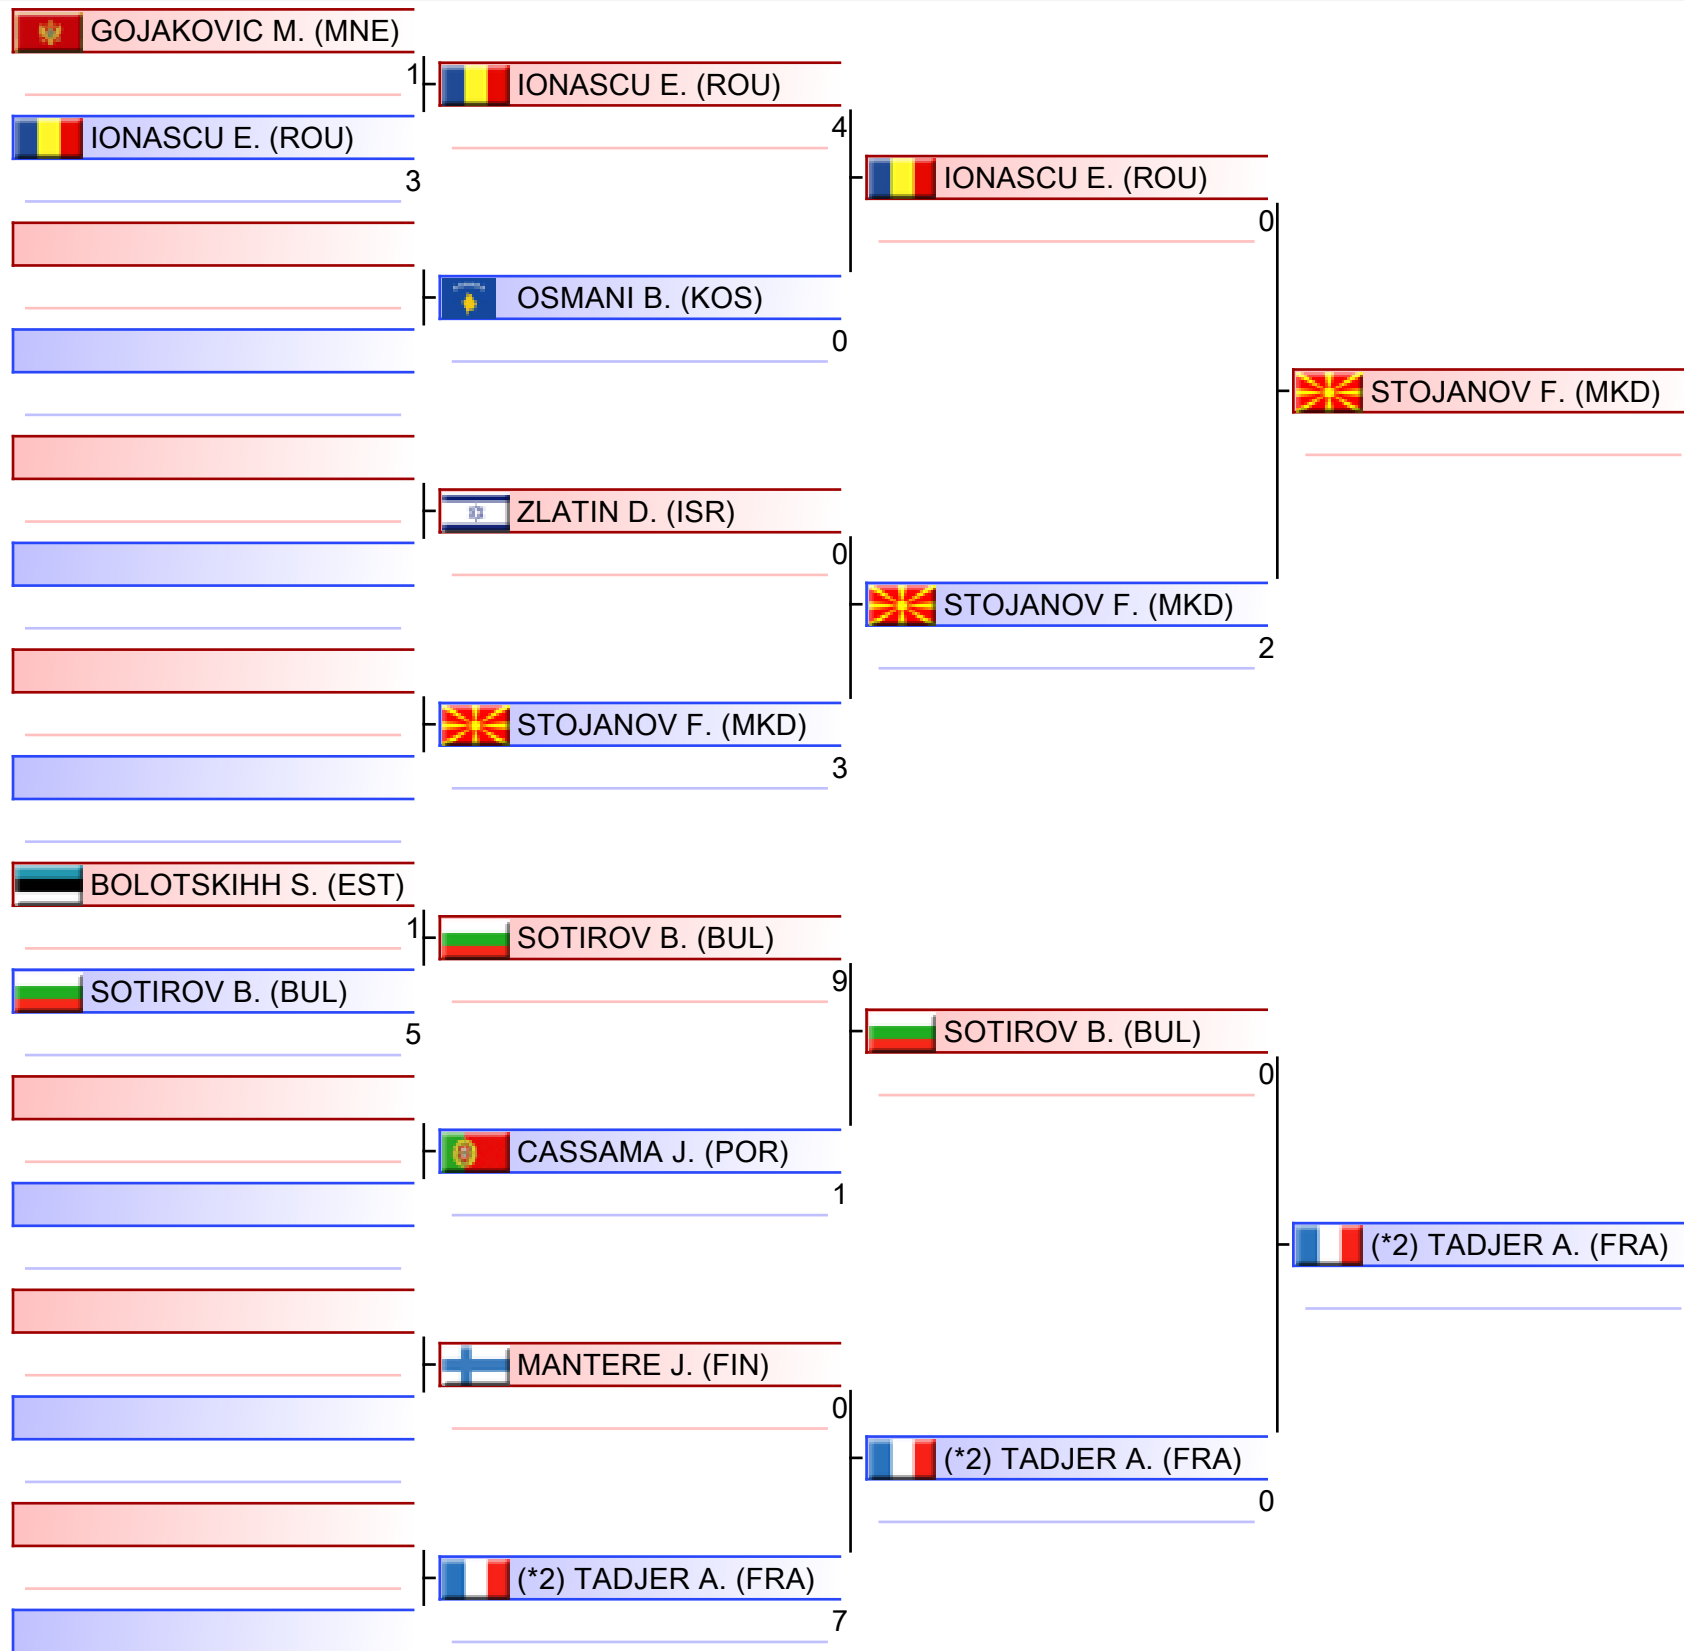 GOJAKOVIC M. (MNE)
1
IONASCU E. (ROU)
3
IONASCU E. (ROU)
4
OSMANI B. (KOS)
0
ZLATIN D. (ISR)
0
STOJANOV F. (MKD)
3
IONASCU E. (ROU)
0
STOJANOV F. (MKD)
2
STOJANOV F. (MKD)
BOLOTSKIHH S. (EST)
1
SOTIROV B. (BUL)
5
SOTIROV B. (BUL)
9
CASSAMA J. (POR)
1
MANTERE J. (FIN)
0
(*2) TADJER A. (FRA)
7
SOTIROV B. (BUL)
0
(*2) TADJER A. (FRA)
0
(*2) TADJER A. (FRA)